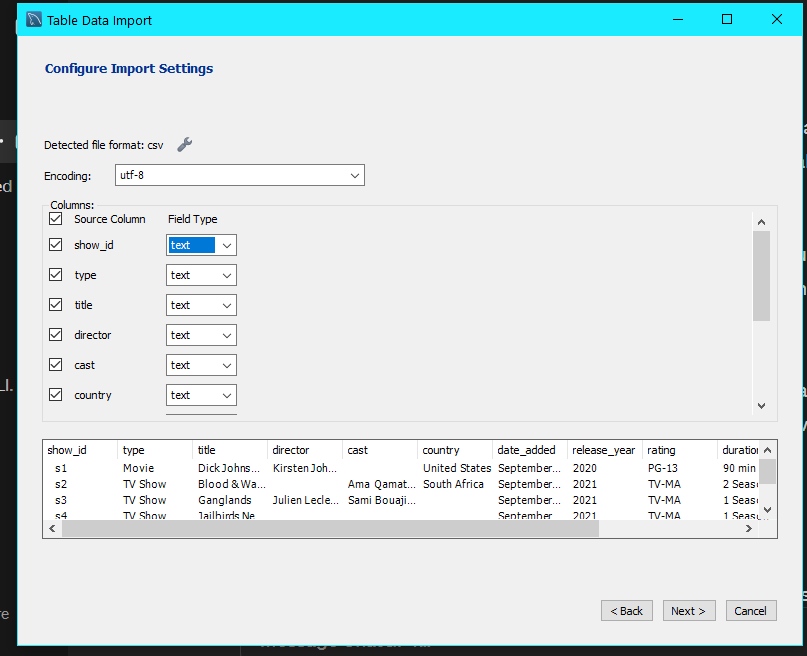 Table Data Import
Configure Import Settings
Detected file format: csv
Encoding: utf-8
Columns:
Source Column Field Type
show_id text
type text
title text
director text
cast text
country text
show_id type title director cast country date_added release_year rating duration
s1 Movie Dick Johns... Kirsten Joh... United States September... 2020 PG-13 90 min
s2 TV Show Blood & Wa... Ama Qamat... South Africa September... 2021 TV-MA 2 Seas
s3 TV Show Ganglands Julien Lecle... Sami Bouaji... September... 2021 TV-MA 1 Seas
s4 TV Show Jailbirds Ne September 2021 TV-MA 1 Seas
< Back Next > Cancel